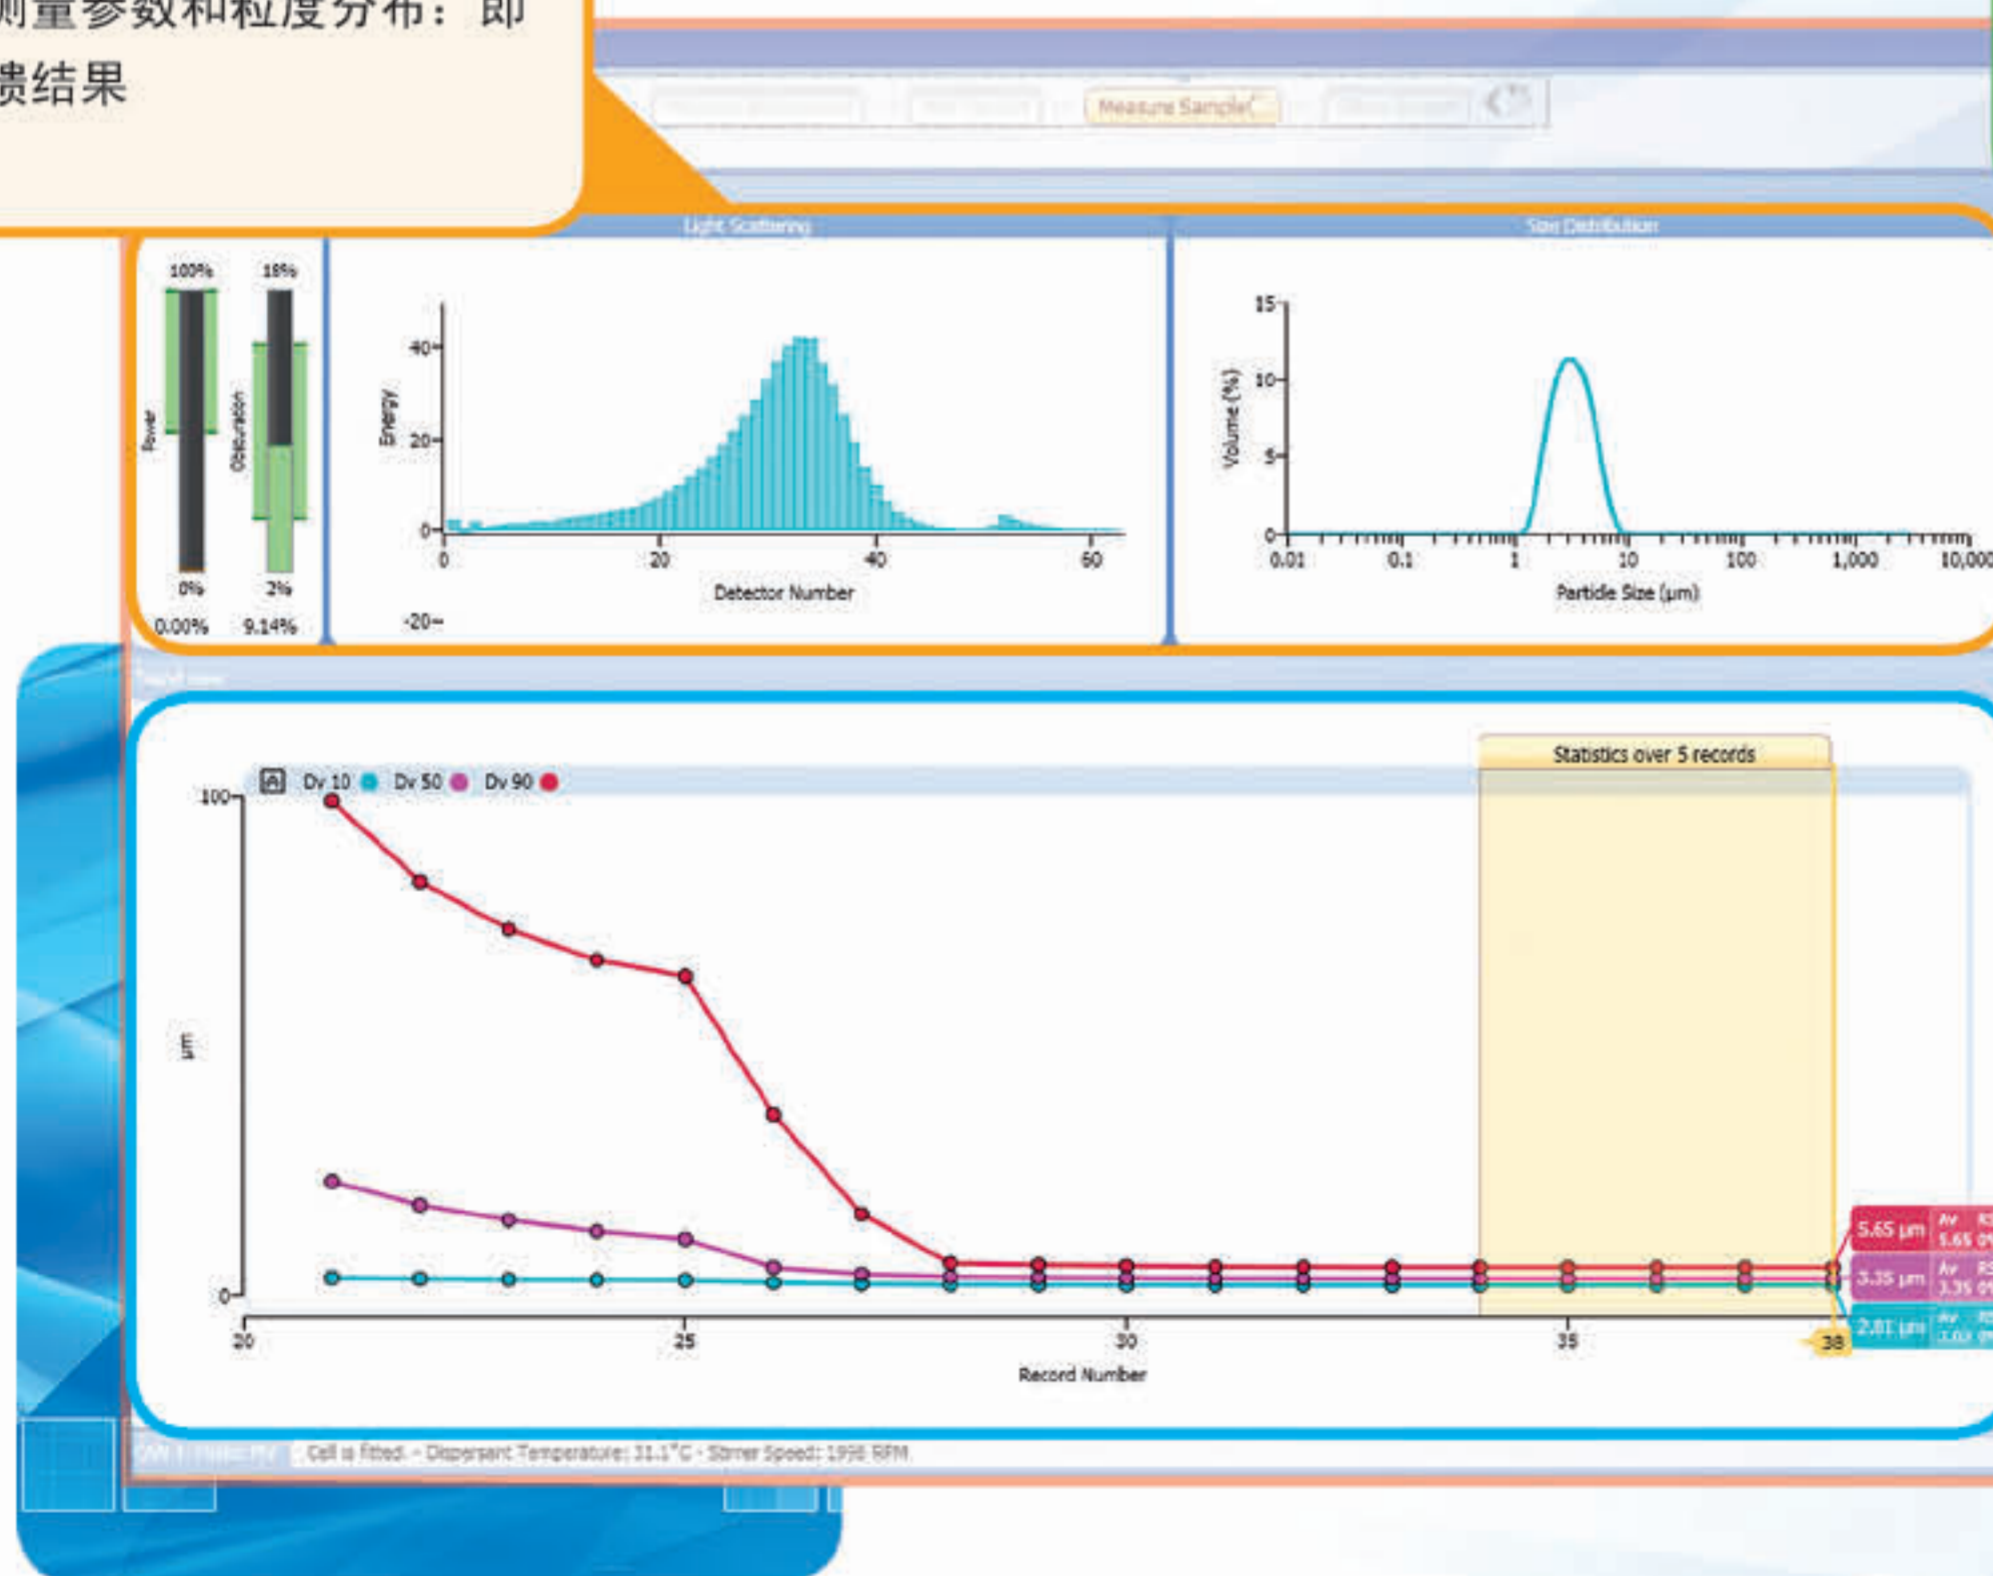 测量参数和粒度分布：即
馈结果
Measure Sample
Light Scattering
Size Distribution
100%
18%
Power
Obscuration
0%
2%
0.00%
9.14%
40
20
0
-20
Energy
0
20
40
60
Detector Number
15
10
5
0
Volume (%)
0.01
0.1
1
10
100
1,000
10,000
Particle Size (µm)
Statistics over 5 records
Dv 10
Dv 50
Dv 90
100
0
µm
20
25
30
35
38
Record Number
5.65 µm
Av
5.65
3.35 µm
Av
3.35
2.01 µm
Av
Cell is fitted. - Dispersant Temperature: 31.1°C - Stirrer Speed: 1998 RPM